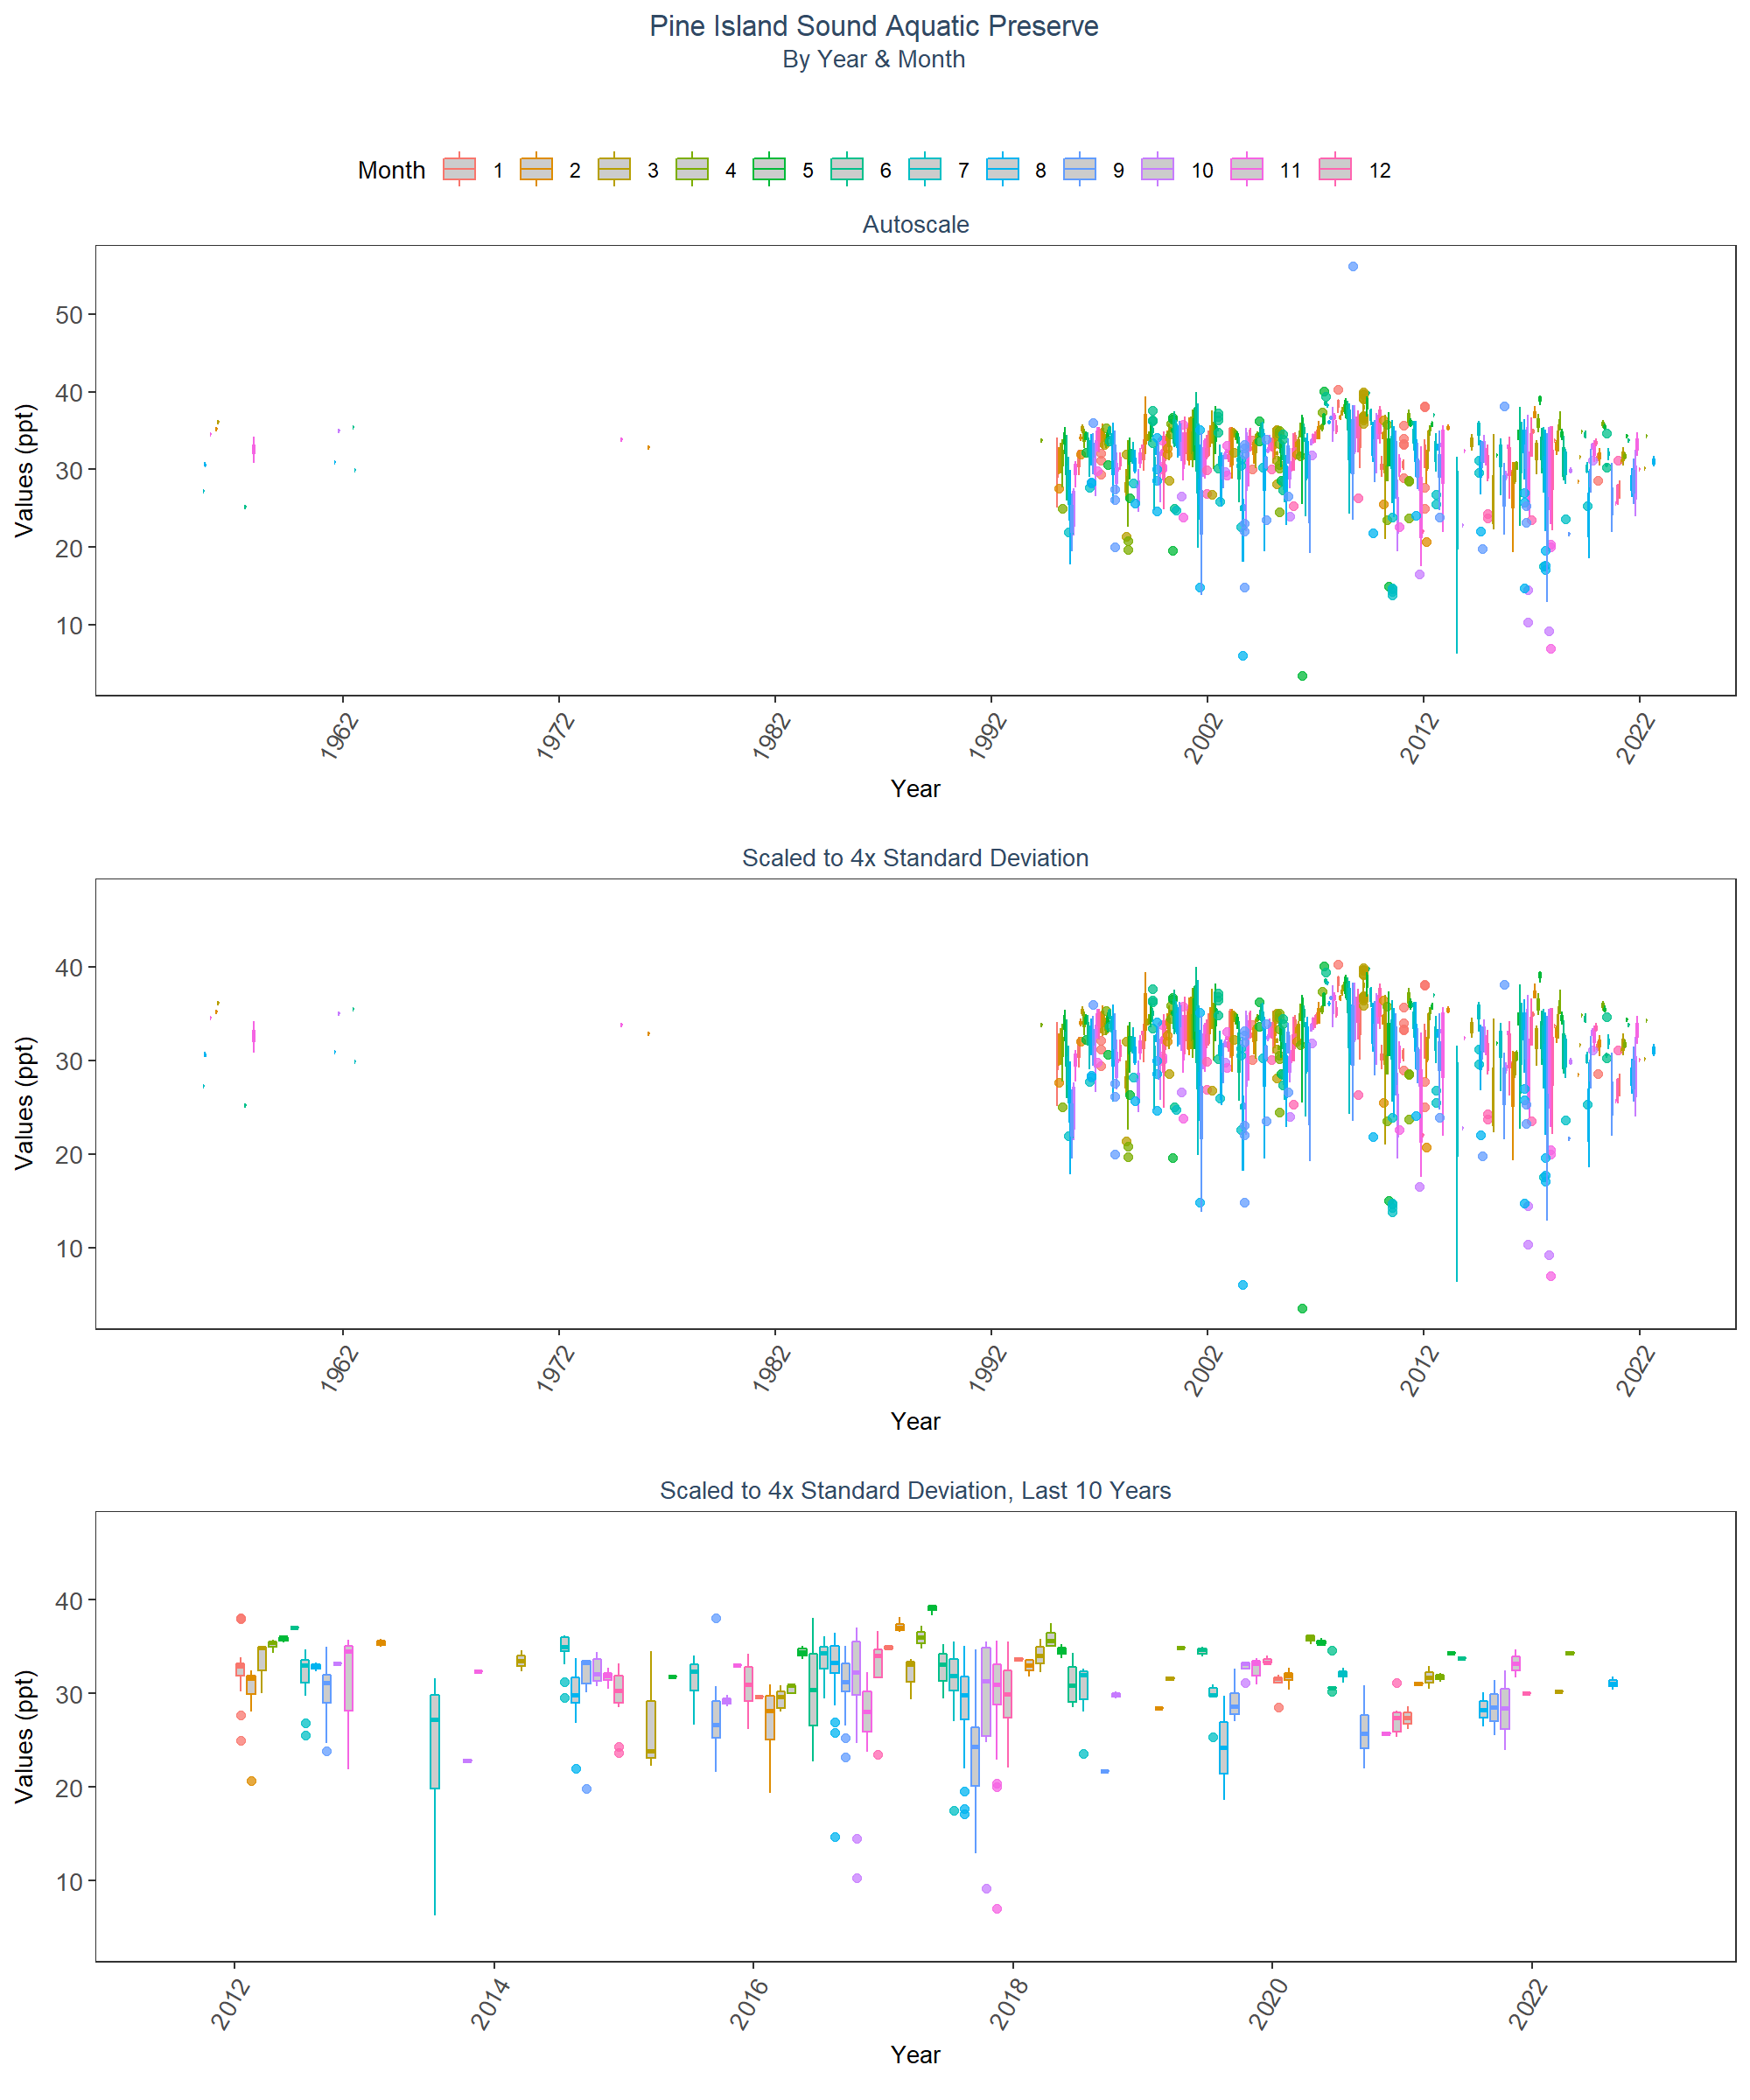 Pine Island Sound Aquatic Preserve
By Year & Month
Month 1 2 3 4 5 6 7 8 9 10 11 12
Autoscale
50
40
30
20
10
Values (ppt)
1962 1972 1982 1992 2002 2012 2022
Year
Scaled to 4x Standard Deviation
40
30
20
10
Values (ppt)
1962 1972 1982 1992 2002 2012 2022
Year
Scaled to 4x Standard Deviation, Last 10 Years
40
30
20
10
Values (ppt)
2012 2014 2016 2018 2020 2022
Year